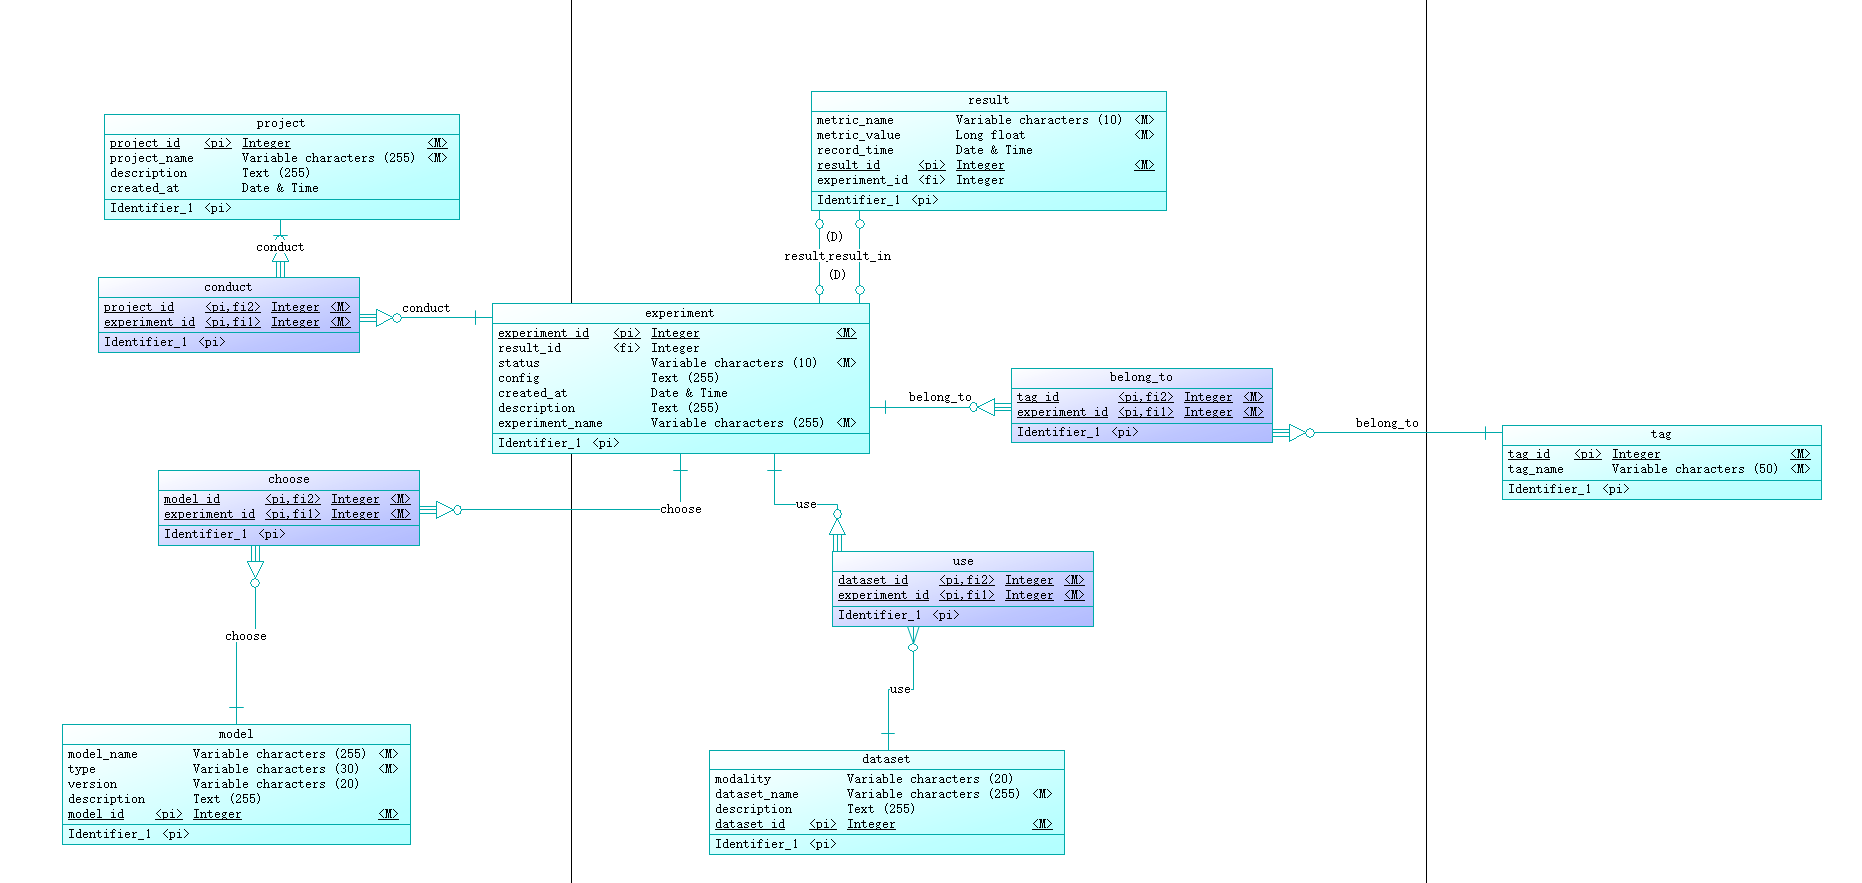 project
project_id <pi> Integer <M>
project_name Variable characters (255) <M>
description Text (255)
created_at Date & Time
Identifier_1 <pi>
conduct
conduct
project_id <pi,fi2> Integer <M>
experiment_id <pi,fi1> Integer <M>
Identifier_1 <pi>
conduct
result
metric_name Variable characters (10) <M>
metric_value Long float <M>
record_time Date & Time
result_id <pi> Integer <M>
experiment_id <fi> Integer
Identifier_1 <pi>
(D)
result_result_in
(D)
experiment
experiment_id <pi> Integer <M>
result_id <fi> Integer
status Variable characters (10) <M>
config Text (255)
created_at Date & Time
description Text (255)
experiment_name Variable characters (255) <M>
Identifier_1 <pi>
belong_to
belong_to
tag_id <pi,fi2> Integer <M>
experiment_id <pi,fi1> Integer <M>
Identifier_1 <pi>
belong_to
tag
tag_id <pi> Integer <M>
tag_name Variable characters (50) <M>
Identifier_1 <pi>
choose
model_id <pi,fi2> Integer <M>
experiment_id <pi,fi1> Integer <M>
Identifier_1 <pi>
choose
choose
use
use
dataset_id <pi,fi2> Integer <M>
experiment_id <pi,fi1> Integer <M>
Identifier_1 <pi>
use
model
model_name Variable characters (255) <M>
type Variable characters (30) <M>
version Variable characters (20)
description Text (255)
model_id <pi> Integer <M>
Identifier_1 <pi>
dataset
modality Variable characters (20)
dataset_name Variable characters (255) <M>
description Text (255)
dataset_id <pi> Integer <M>
Identifier_1 <pi>